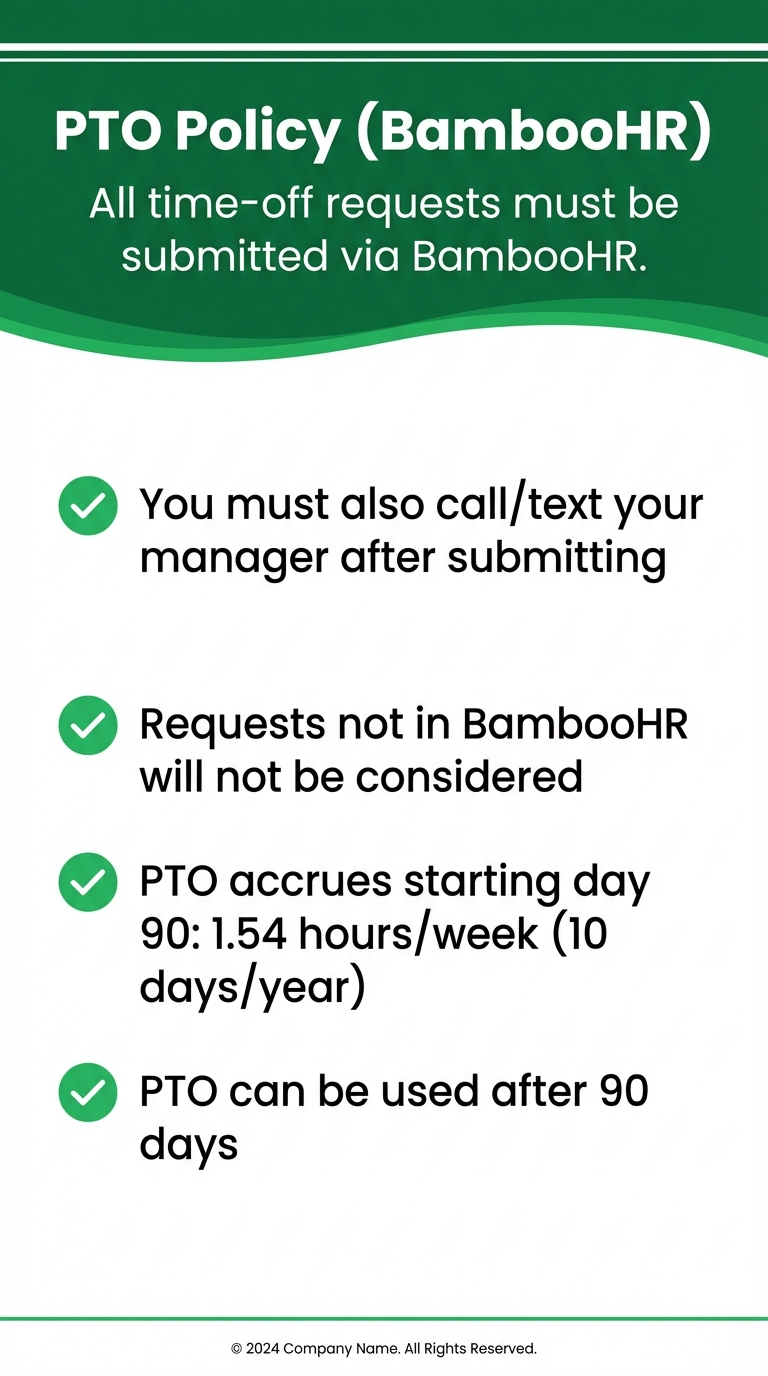 PTO Policy (BambooHR)
All time-off requests must be
submitted via BambooHR.
You must also call/text your
manager after submitting
Requests not in BambooHR
will not be considered
PTO accrues starting day
90: 1.54 hours/week (10
days/year)
PTO can be used after 90
days
© 2024 Company Name. All Rights Reserved.